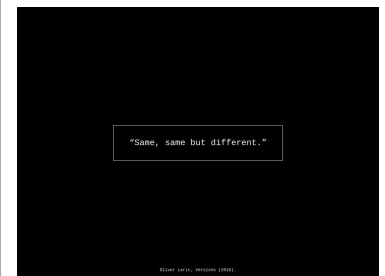 “Same, same but different.”
Oliver Laric, Versions (2010).